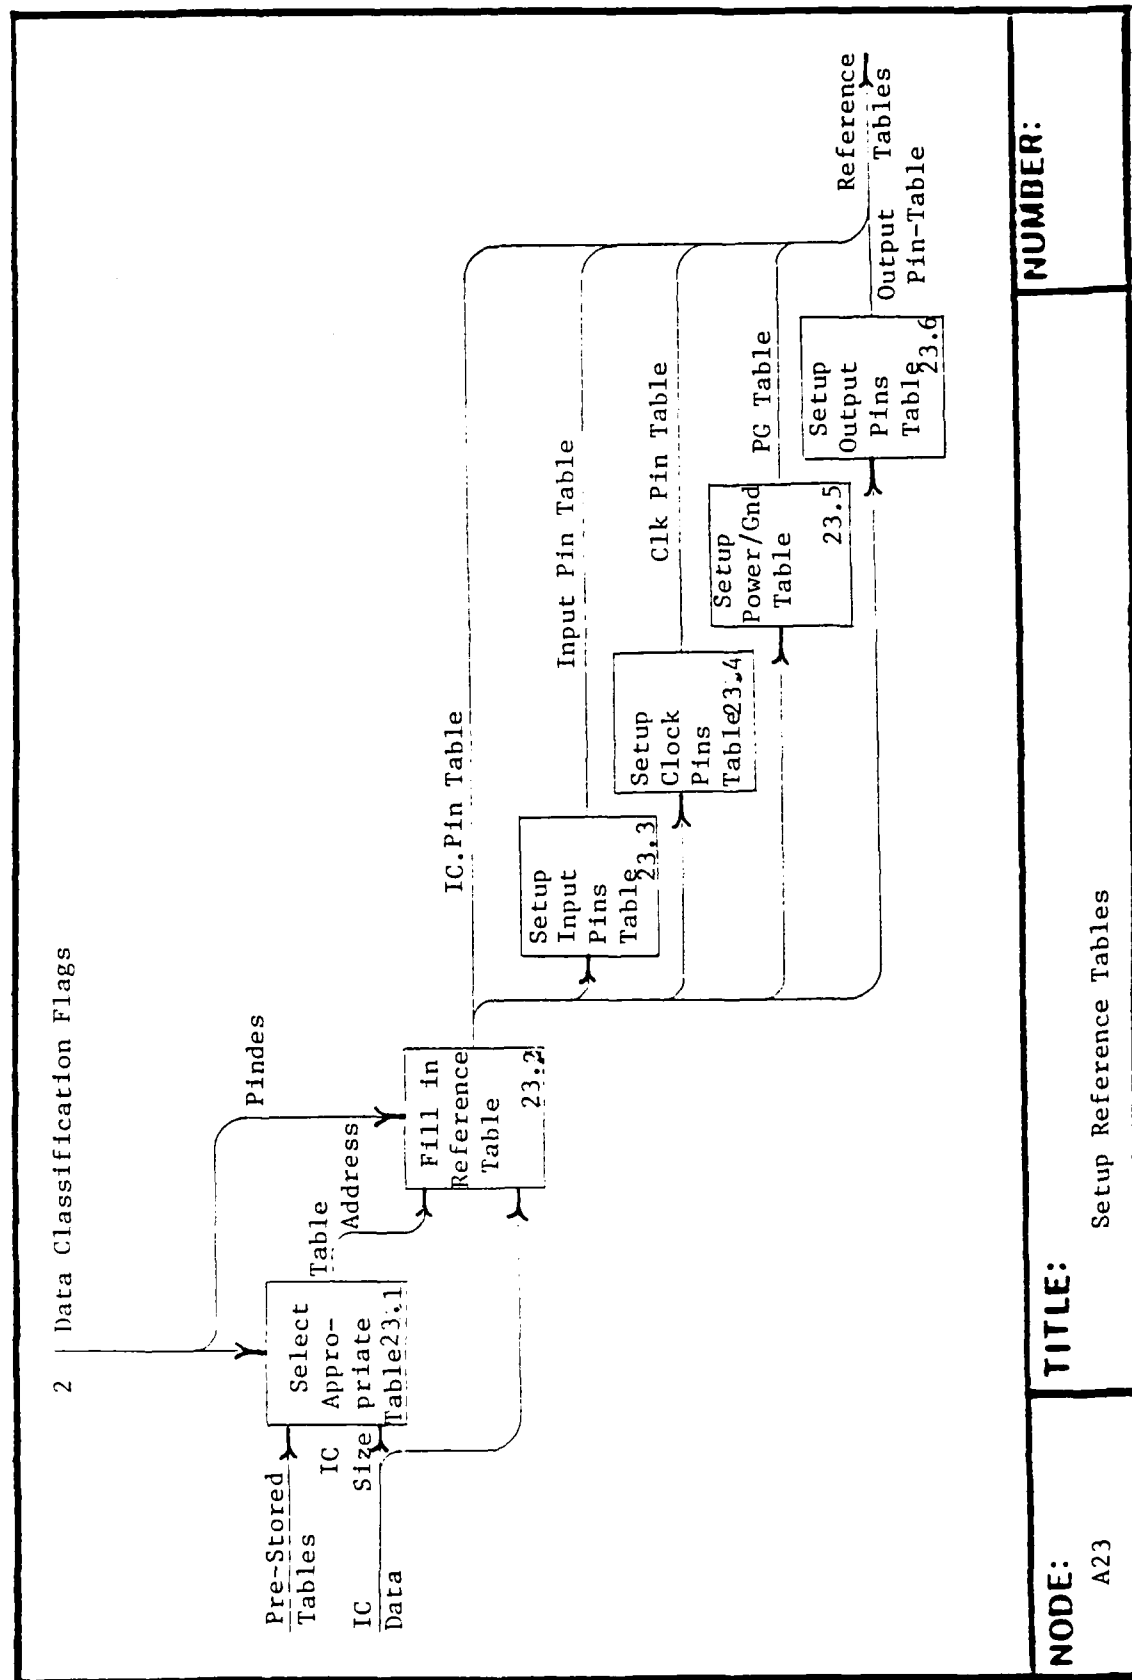 2 Data Classification Flags
Pindes
Pre-Stored
Tables
IC
Size
IC
Data
Select
Appro-
priate
Table23.1
Table
Address
Fill in
Reference
Table
23.2
IC.Pin Table
Setup
Input
Pins
Table
23.3
Input Pin Table
Setup
Clock
Pins
Table23.4
Clk Pin Table
Setup
Power/Gnd
Table
23.5
PG Table
Setup
Output
Pins
Table
23.6
Reference
Tables
Output
Pin-Table
NODE:
A23
TITLE:
Setup Reference Tables
NUMBER: